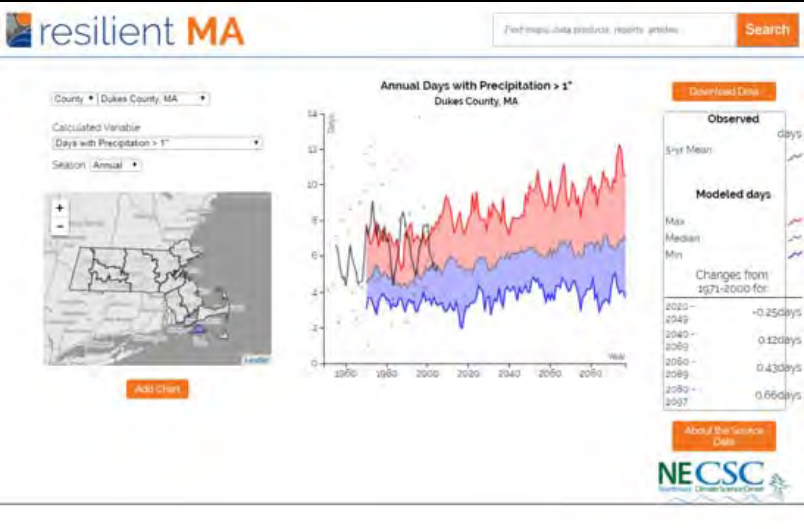 resilient MA
Find maps, data products, reports, articles
Search
County Dukes County, MA
Calculated Variable
Days with Precipitation > 1"
Season Annual
+
−
Leaflet
Add Chart
Annual Days with Precipitation > 1"
Dukes County, MA
Days
14
12
10
8
6
4
2
0
1960 1980 2000 2020 2040 2060 2080
Year
Download Data
Observed
days
5-yr Mean
Modeled days
Max
Median
Min
Changes from
1971-2000 for:
2020 -
2049
-0.25days
2040 -
2069
0.12days
2060 -
2089
0.43days
2080 -
2097
0.66days
About the Source
Data
NECSC
Northeast Climate Science Center